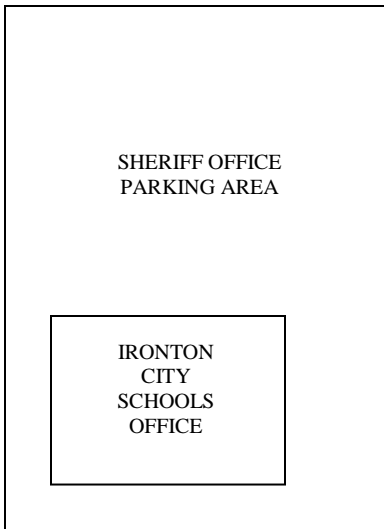 SHERIFF OFFICE
PARKING AREA
IRONTON
CITY
SCHOOLS
OFFICE